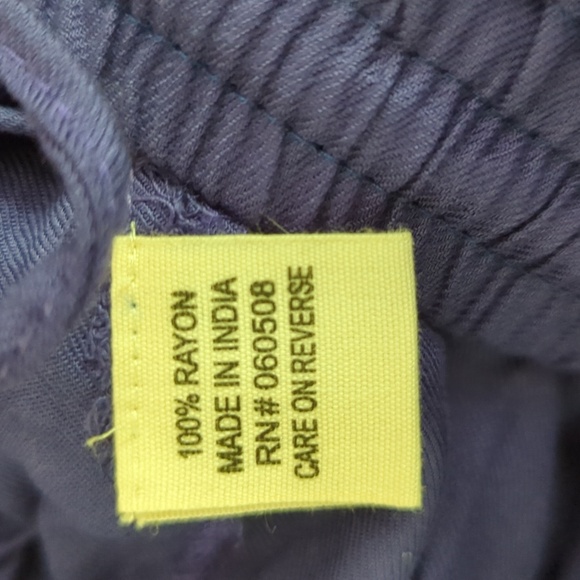 100% RAYON
MADE IN INDIA
RN# 060508
CARE ON REVERSE